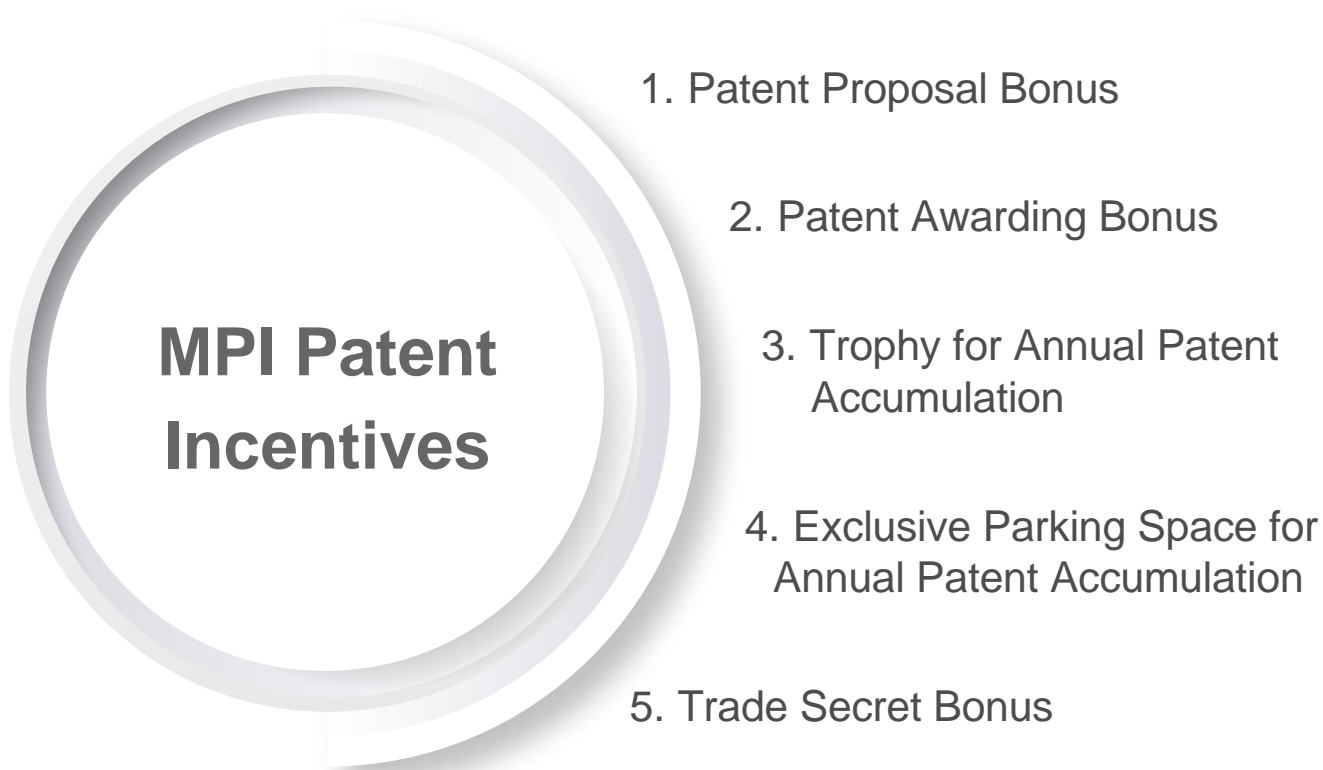 MPI Patent
Incentives
1. Patent Proposal Bonus
2. Patent Awarding Bonus
3. Trophy for Annual Patent
Accumulation
4. Exclusive Parking Space for
Annual Patent Accumulation
5. Trade Secret Bonus